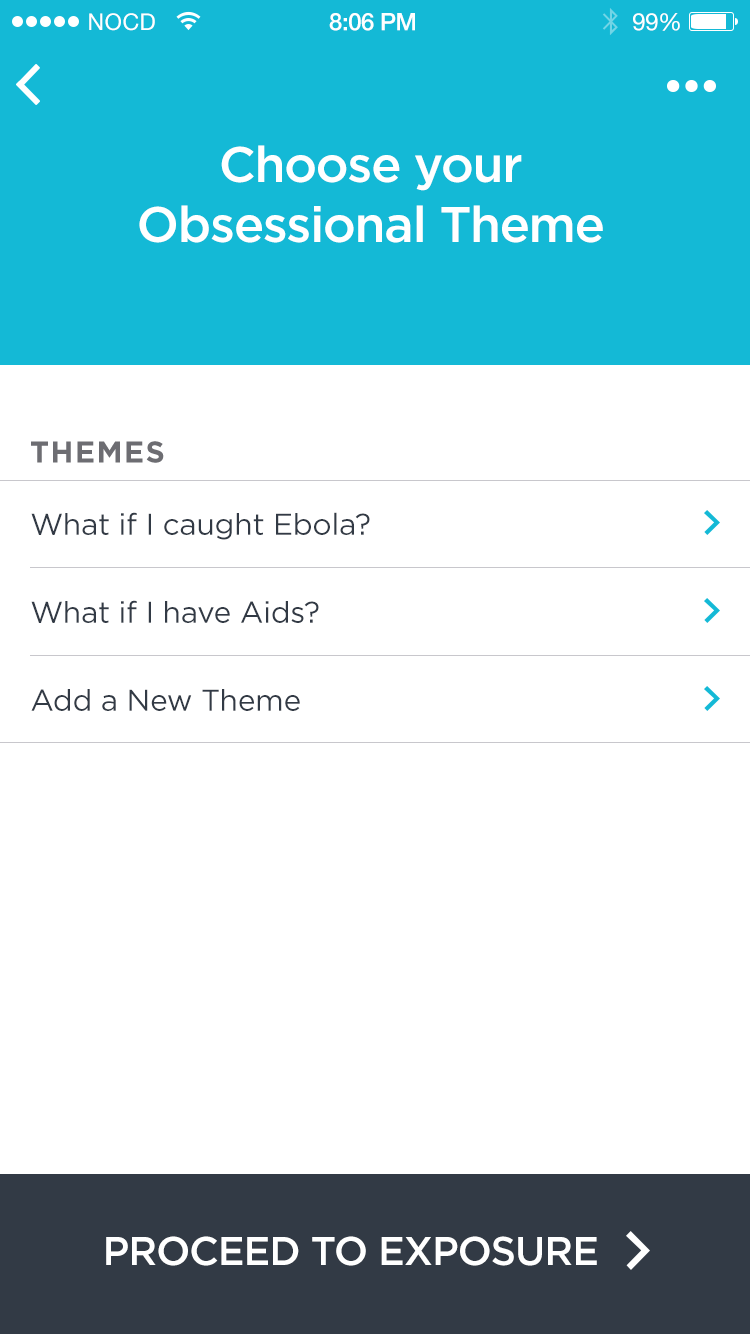 NOCD 8:06 PM 99%
Choose your
Obsessional Theme
THEMES
What if I caught Ebola?
What if I have Aids?
Add a New Theme
PROCEED TO EXPOSURE